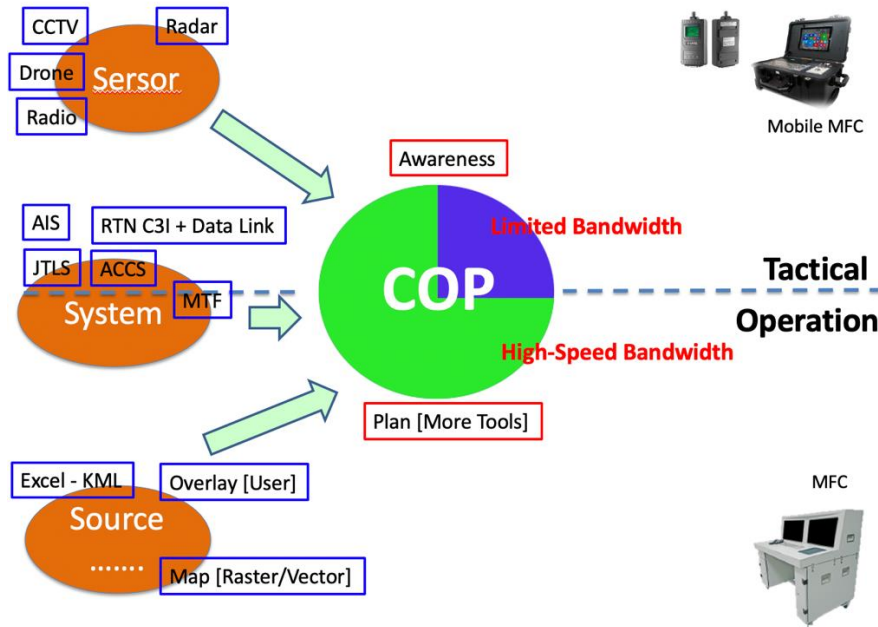 CCTV
Radar
Drone
Sersor
Radio
Mobile MFC
Awareness
AIS
RTN C3I + Data Link
Limited Bandwidth
JTLS
ACCS
COP
Tactical
MTF
System
Operation
High-Speed Bandwidth
Plan [More Tools]
Excel - KML
Overlay [User]
MFC
Source
.......
Map [Raster/Vector]